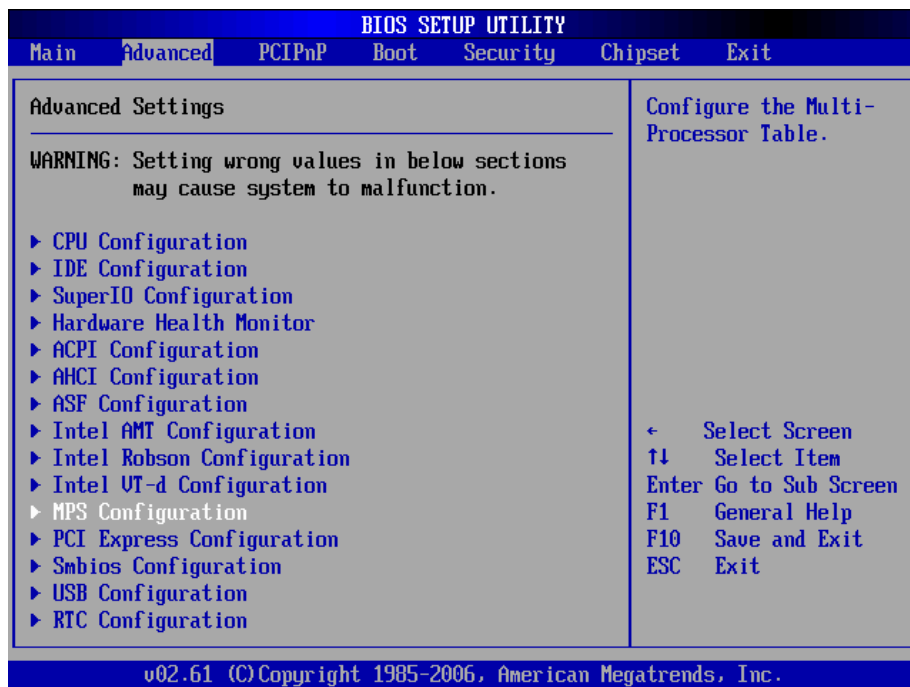 BIOS SETUP UTILITY
Main Advanced PCIPnP Boot Security Chipset Exit
Advanced Settings
WARNING: Setting wrong values in below sections
may cause system to malfunction.
▶ CPU Configuration
▶ IDE Configuration
▶ SuperIO Configuration
▶ Hardware Health Monitor
▶ ACPI Configuration
▶ AHCI Configuration
▶ ASF Configuration
▶ Intel AMT Configuration
▶ Intel Robson Configuration
▶ Intel VT-d Configuration
▶ MPS Configuration
▶ PCI Express Configuration
▶ Smbios Configuration
▶ USB Configuration
▶ RTC Configuration
Configure the Multi-
Processor Table.
← Select Screen
↑↓ Select Item
Enter Go to Sub Screen
F1 General Help
F10 Save and Exit
ESC Exit
v02.61 (C)Copyright 1985-2006, American Megatrends, Inc.